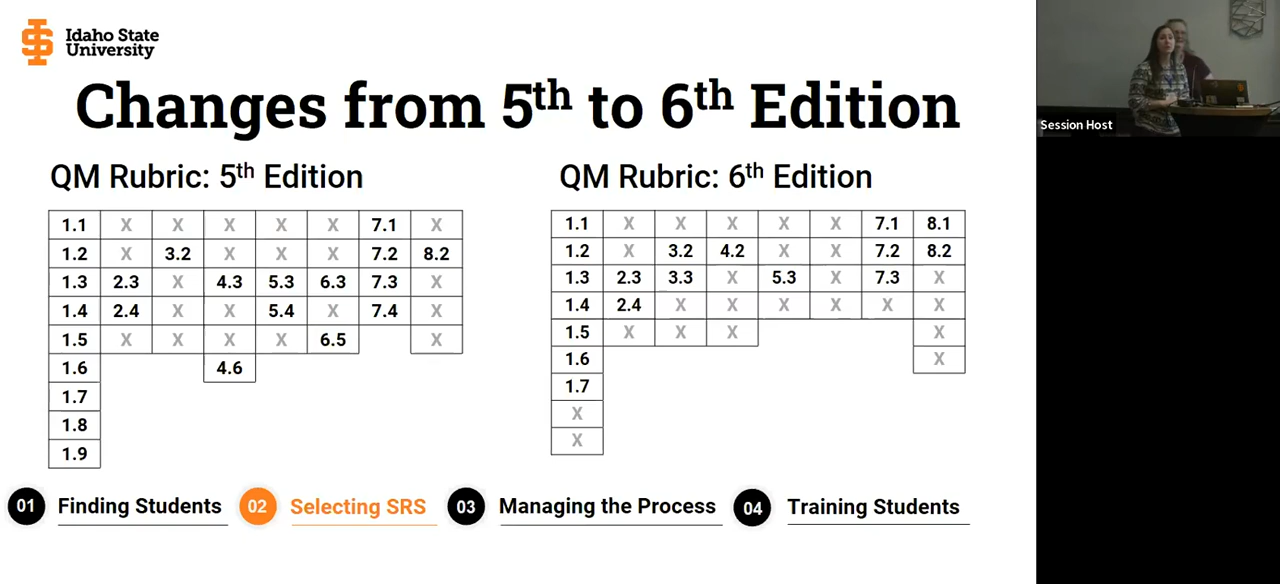 Idaho State
University
Changes from 5th to 6th Edition
QM Rubric: 5th Edition
1.1 X X X X X 7.1 X
1.2 X 3.2 X X X 7.2 8.2
1.3 2.3 X 4.3 5.3 6.3 7.3 X
1.4 2.4 X X 5.4 X 7.4 X
1.5 X X X X 6.5 X
1.6 4.6
1.7
1.8
1.9
QM Rubric: 6th Edition
1.1 X X X X X 7.1 8.1
1.2 X 3.2 4.2 X X 7.2 8.2
1.3 2.3 3.3 X 5.3 X 7.3 X
1.4 2.4 X X X X X X
1.5 X X X X
1.6 X
1.7
X
X
01 Finding Students 02 Selecting SRS 03 Managing the Process 04 Training Students
Session Host